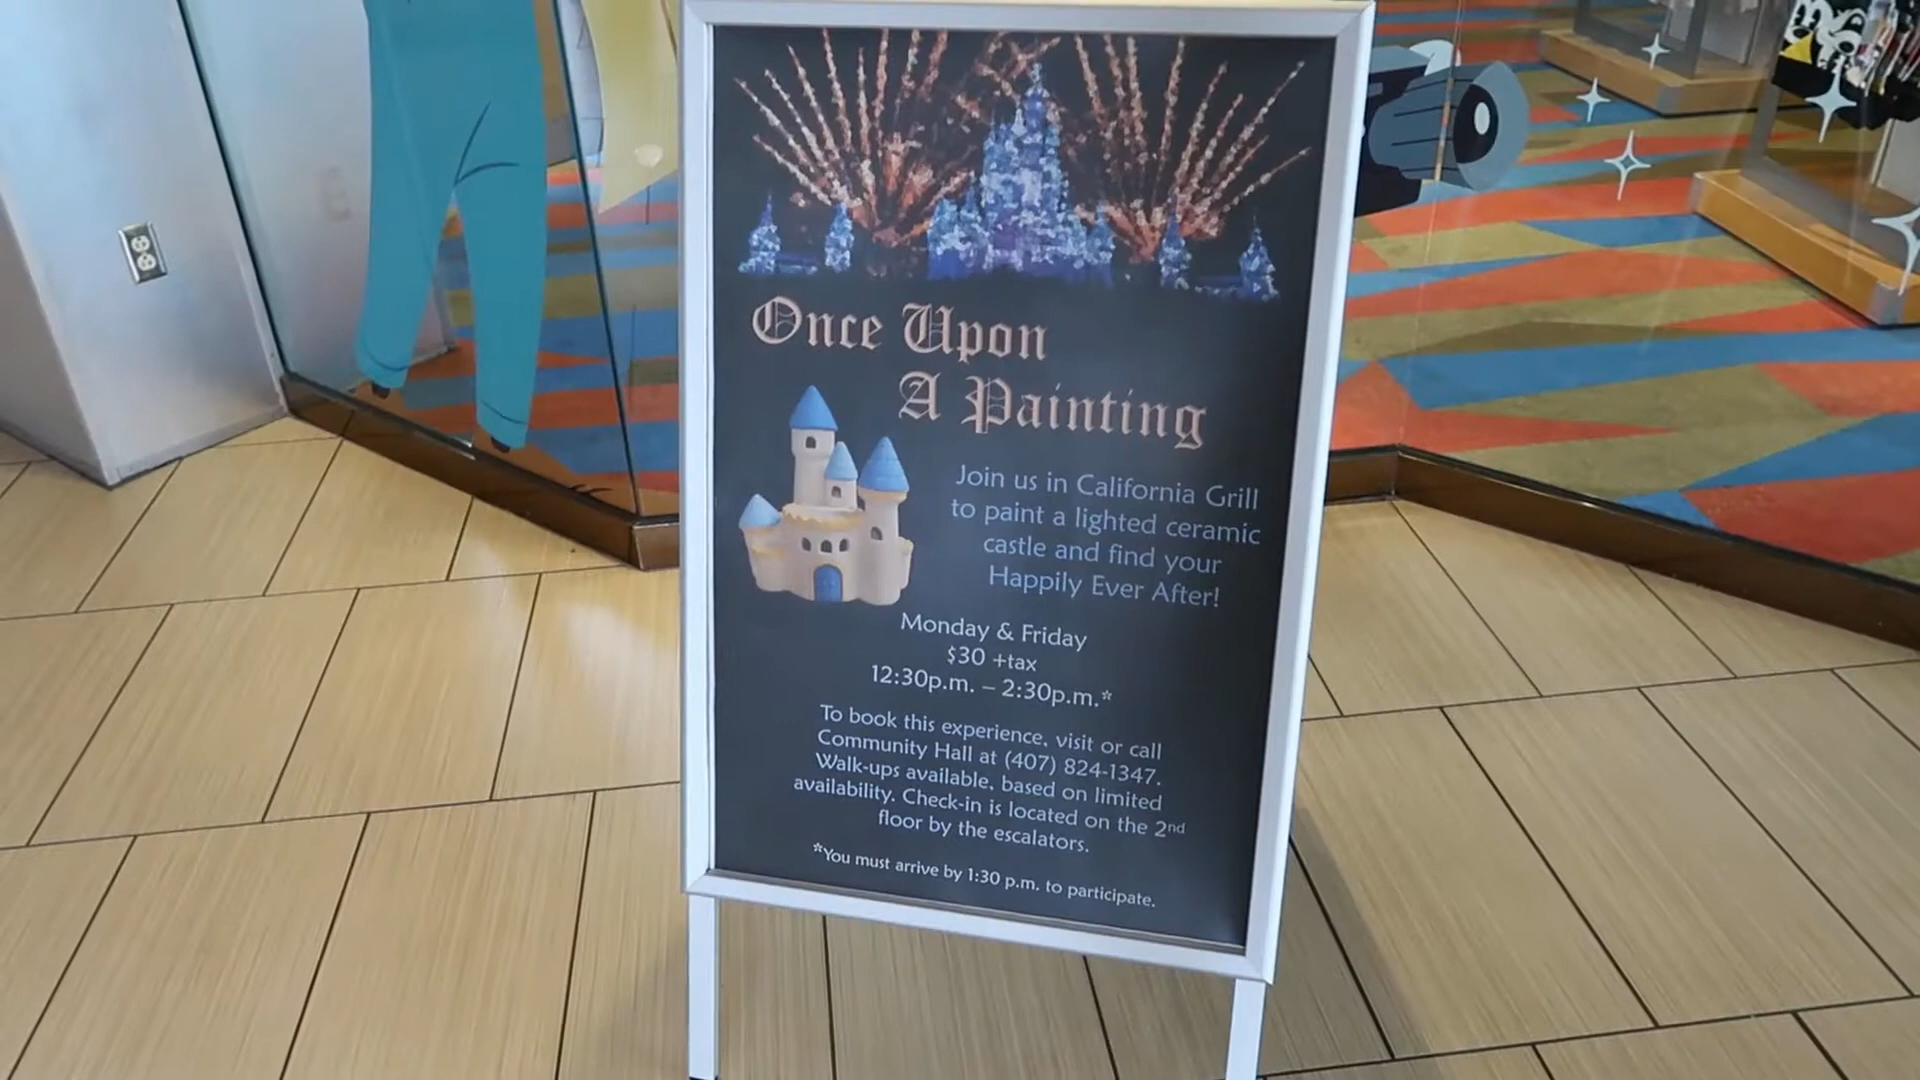 Once Upon
A Painting
Join us in California Grill
to paint a lighted ceramic
castle and find your
Happily Ever After!
Monday & Friday
$30 +tax
12:30p.m. – 2:30p.m.*
To book this experience, visit or call
Community Hall at (407) 824-1347.
Walk-ups available, based on limited
availability. Check-in is located on the 2nd
floor by the escalators.
*You must arrive by 1:30 p.m. to participate.